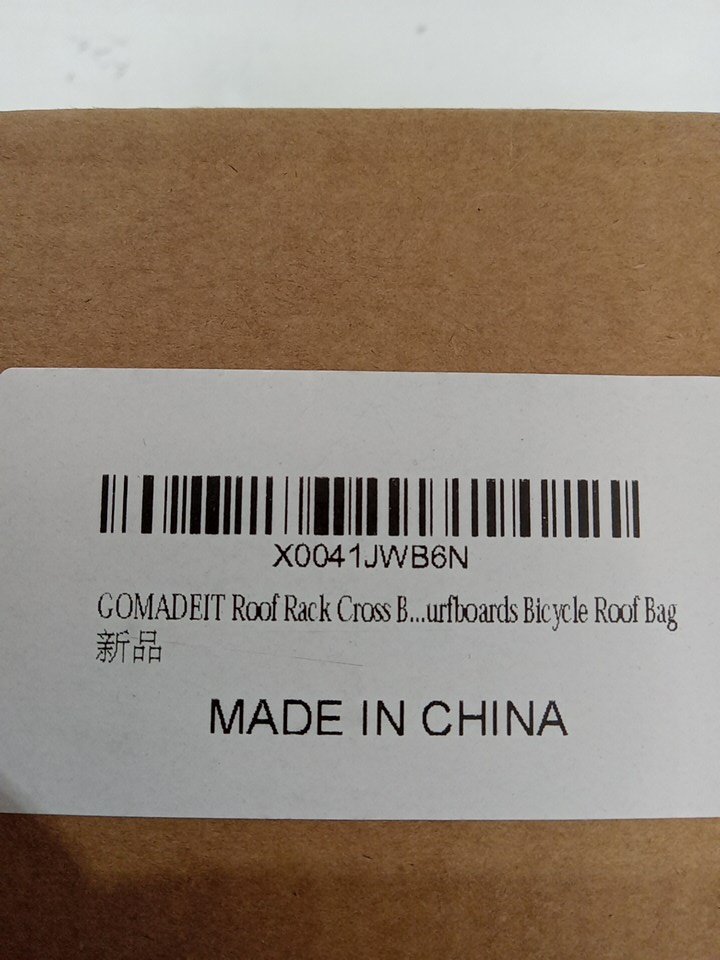 X0041JWB6N
GOMADEIT Roof Rack Cross B...urfboards Bicycle Roof Bag
新品
MADE IN CHINA